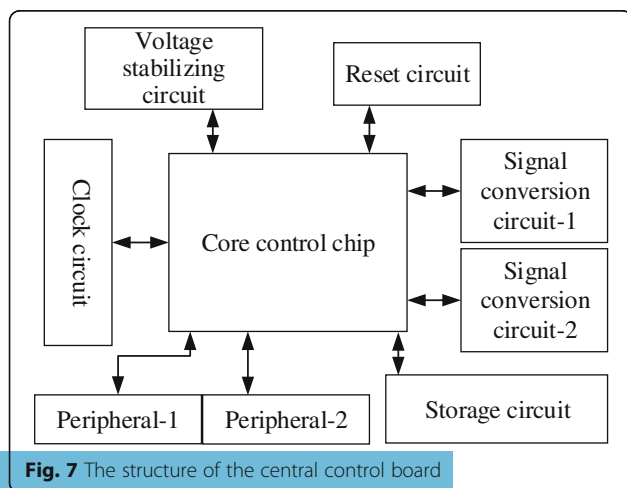 Voltage
stabilizing
circuit
Reset circuit
Clock circuit
Core control chip
Signal
conversion
circuit-1
Signal
conversion
circuit-2
Peripheral-1
Peripheral-2
Storage circuit
Fig. 7 The structure of the central control board